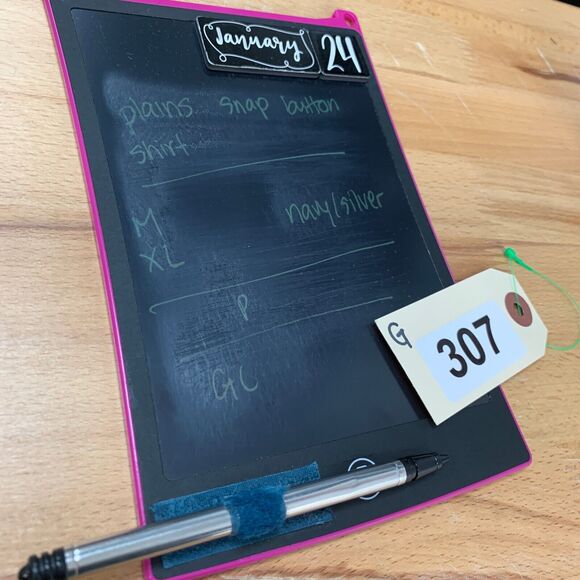 January 24
plains snap button
shirt
M navy/silver
XL
P
GC
G
307